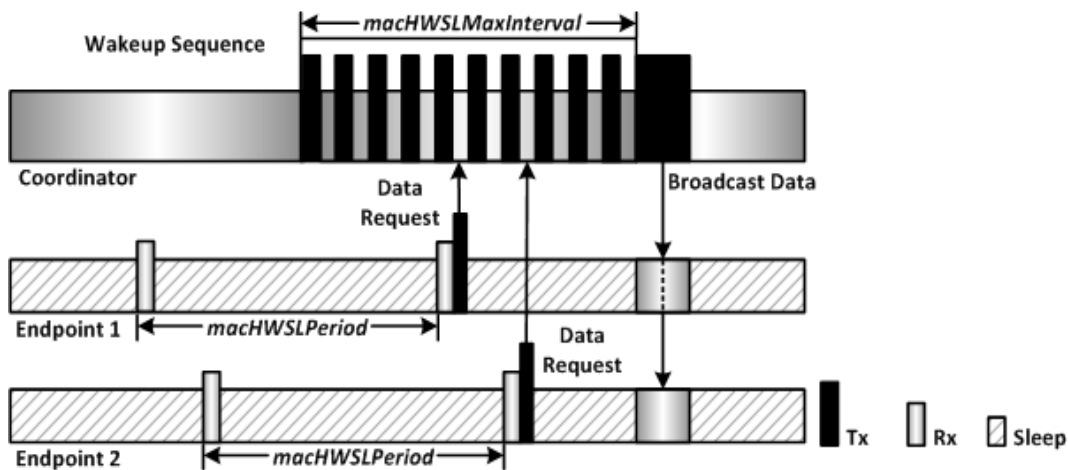 macHWSLMaxInterval
Wakeup Sequence
Coordinator
Data
Request
Broadcast Data
Endpoint 1
macHWSLPeriod
Data
Request
Endpoint 2
macHWSLPeriod
Tx
Rx
Sleep